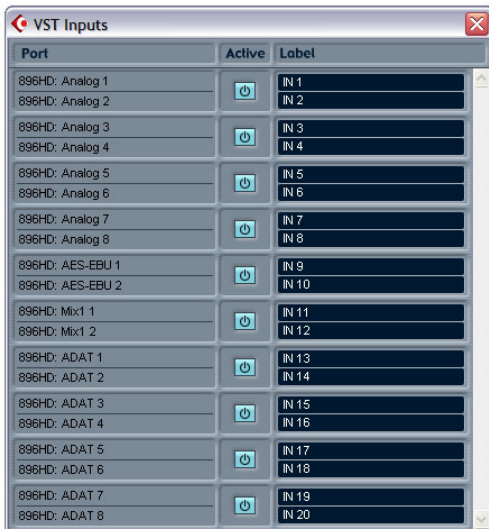 VST Inputs
Port Active Label
896HD: Analog 1 IN 1
896HD: Analog 2 IN 2
896HD: Analog 3 IN 3
896HD: Analog 4 IN 4
896HD: Analog 5 IN 5
896HD: Analog 6 IN 6
896HD: Analog 7 IN 7
896HD: Analog 8 IN 8
896HD: AES-EBU 1 IN 9
896HD: AES-EBU 2 IN 10
896HD: Mix1 1 IN 11
896HD: Mix1 2 IN 12
896HD: ADAT 1 IN 13
896HD: ADAT 2 IN 14
896HD: ADAT 3 IN 15
896HD: ADAT 4 IN 16
896HD: ADAT 5 IN 17
896HD: ADAT 6 IN 18
896HD: ADAT 7 IN 19
896HD: ADAT 8 IN 20